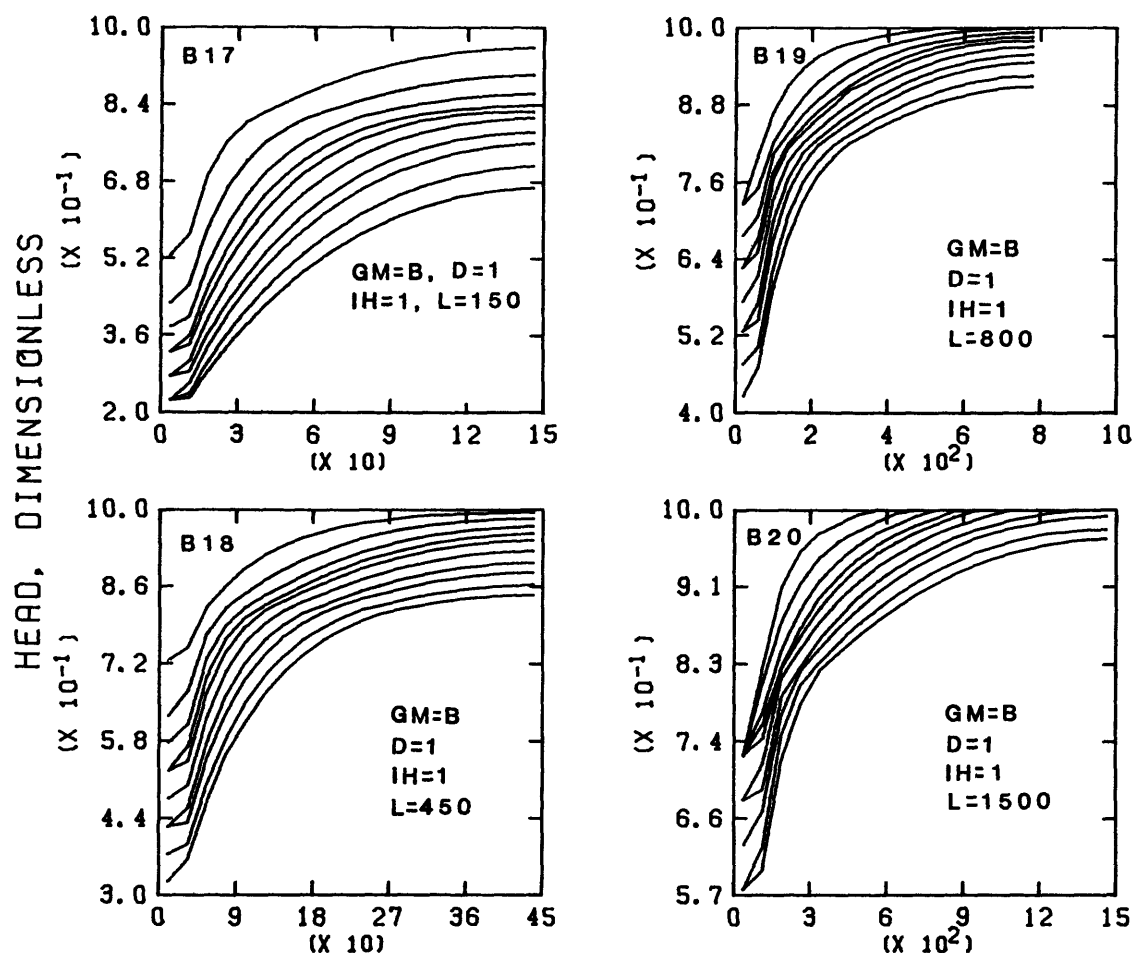 HEAD, DIMENSIONLESS
B17
10.0
8.4
6.8
5.2
3.6
2.0
(X 10⁻¹)
GM=B, D=1
IH=1, L=150
0 3 6 9 12 15
(X 10)
B19
10.0
8.8
7.6
6.4
5.2
4.0
(X 10⁻¹)
GM=B
D=1
IH=1
L=800
0 2 4 6 8 10
(X 10²)
B18
10.0
8.6
7.2
5.8
4.4
3.0
(X 10⁻¹)
GM=B
D=1
IH=1
L=450
0 9 18 27 36 45
(X 10)
B20
10.0
9.1
8.3
7.4
6.6
5.7
(X 10⁻¹)
GM=B
D=1
IH=1
L=1500
0 3 6 9 12 15
(X 10²)